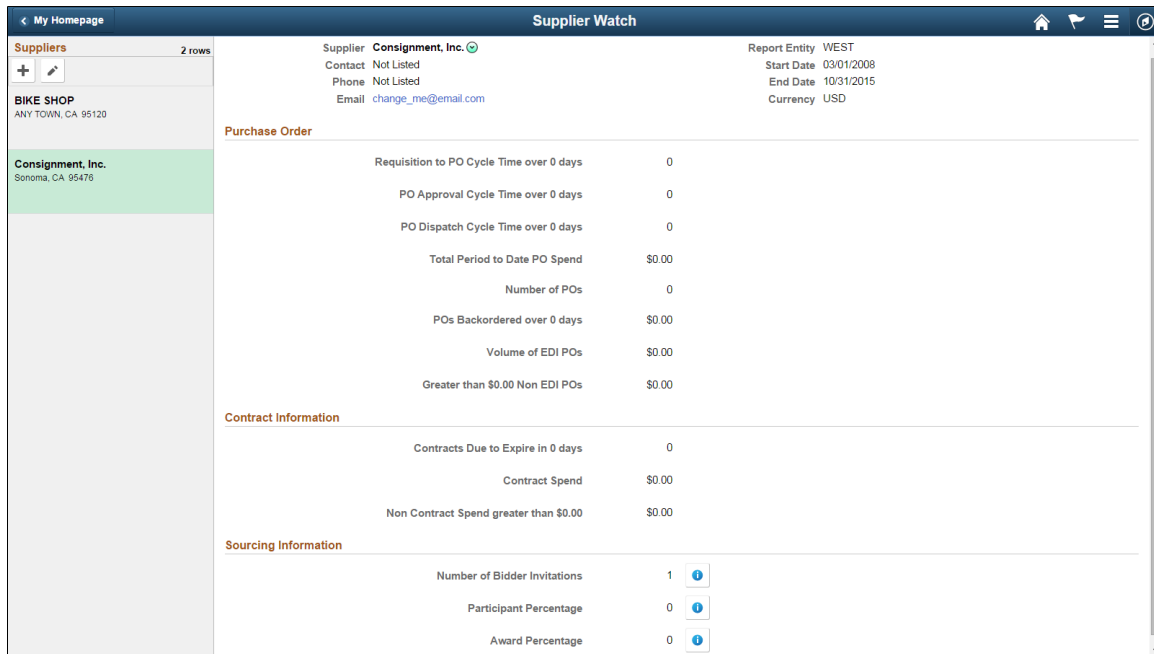 My Homepage
Supplier Watch
Suppliers
2 rows
BIKE SHOP
ANY TOWN, CA 95120
Consignment, Inc.
Sonoma, CA 95476
Supplier Consignment, Inc.
Contact Not Listed
Phone Not Listed
Email change_me@email.com
Report Entity WEST
Start Date 03/01/2008
End Date 10/31/2015
Currency USD
Purchase Order
Requisition to PO Cycle Time over 0 days 0
PO Approval Cycle Time over 0 days 0
PO Dispatch Cycle Time over 0 days 0
Total Period to Date PO Spend $0.00
Number of POs 0
POs Backordered over 0 days $0.00
Volume of EDI POs $0.00
Greater than $0.00 Non EDI POs $0.00
Contract Information
Contracts Due to Expire in 0 days 0
Contract Spend $0.00
Non Contract Spend greater than $0.00 $0.00
Sourcing Information
Number of Bidder Invitations 1
Participant Percentage 0
Award Percentage 0